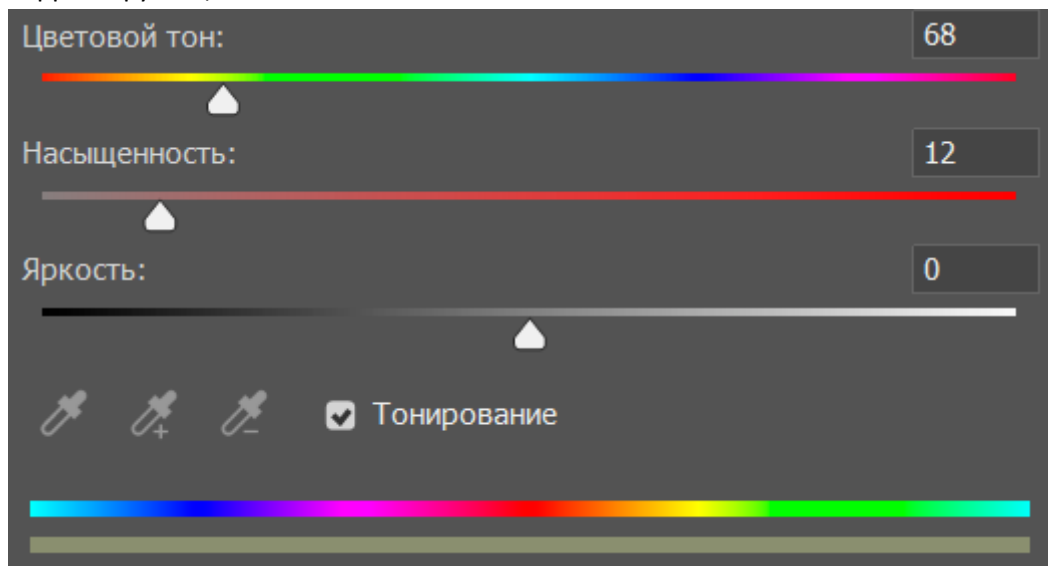 Цветовой тон: 68
Насыщенность: 12
Яркость: 0
Тонирование